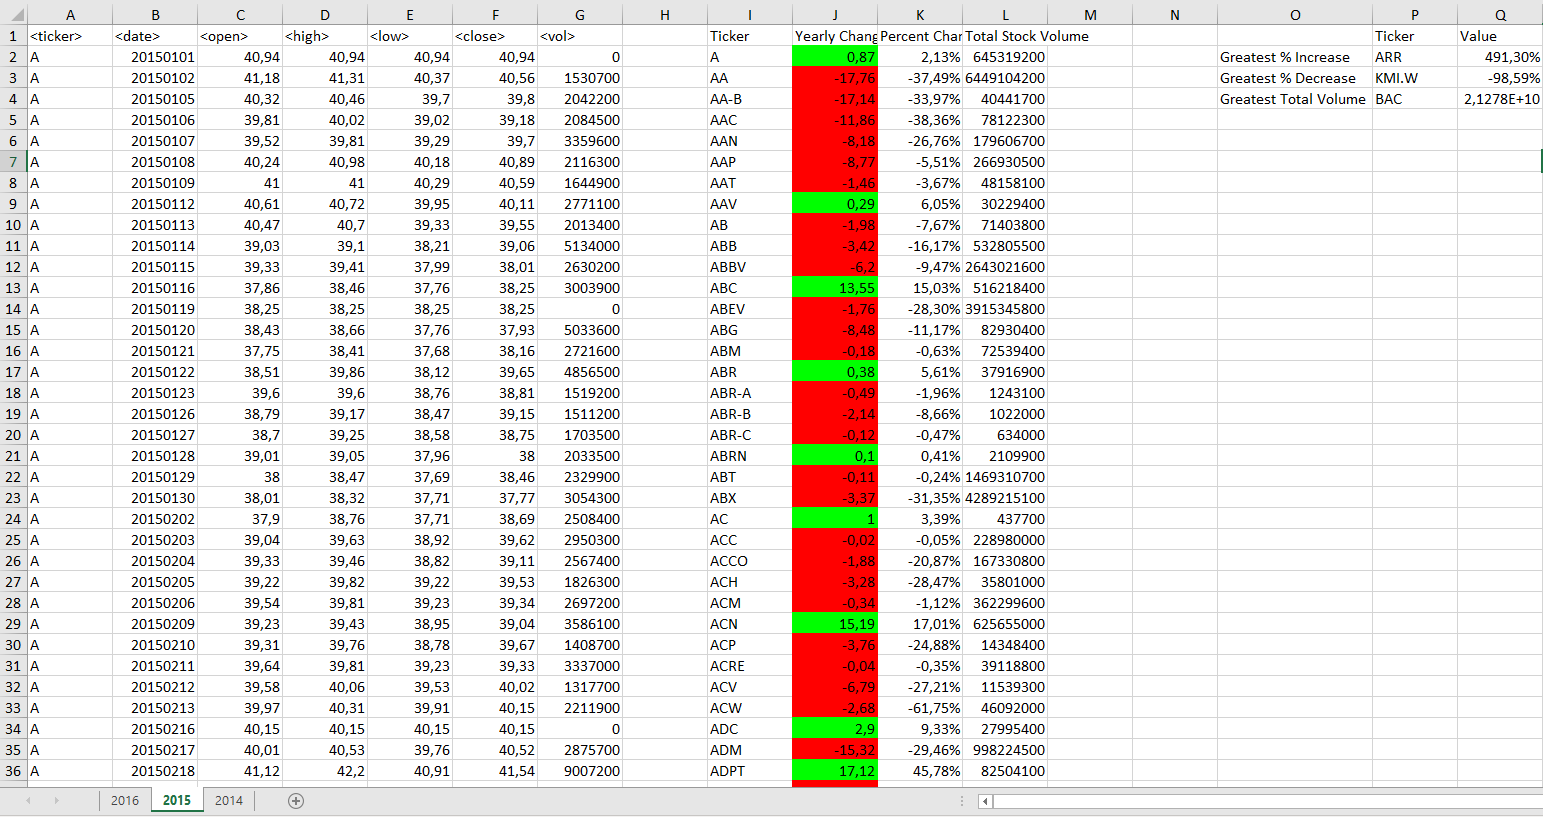 A B C D E F G H I J K L M N O P Q
1 <ticker> <date> <open> <high> <low> <close> <vol> Ticker Yearly Chang Percent Char Total Stock Volume Ticker Value
2 A 20150101 40,94 40,94 40,94 40,94 0 A 0,87 2,13% 645319200 Greatest % Increase ARR 491,30%
3 A 20150102 41,18 41,31 40,37 40,56 1530700 AA -17,76 -37,49% 6449104200 Greatest % Decrease KMI.W -98,59%
4 A 20150105 40,32 40,46 39,7 39,8 2042200 AA-B -17,14 -33,97% 40441700 Greatest Total Volume BAC 2,1278E+10
5 A 20150106 39,81 40,02 39,02 39,18 2084500 AAC -11,86 -38,36% 78122300
6 A 20150107 39,52 39,81 39,29 39,7 3359600 AAN -8,18 -26,76% 179606700
7 A 20150108 40,24 40,98 40,18 40,89 2116300 AAP -8,77 -5,51% 266930500
8 A 20150109 41 41 40,29 40,59 1644900 AAT -1,46 -3,67% 48158100
9 A 20150112 40,61 40,72 39,95 40,11 2771100 AAV 0,29 6,05% 30229400
10 A 20150113 40,47 40,7 39,33 39,55 2013400 AB -1,98 -7,67% 71403800
11 A 20150114 39,03 39,1 38,21 39,06 5134000 ABB -3,42 -16,17% 532805500
12 A 20150115 39,33 39,41 37,99 38,01 2630200 ABBV -6,2 -9,47% 2643021600
13 A 20150116 37,86 38,46 37,76 38,25 3003900 ABC 13,55 15,03% 516218400
14 A 20150119 38,25 38,25 38,25 38,25 0 ABEV -1,76 -28,30% 3915345800
15 A 20150120 38,43 38,66 37,76 37,93 5033600 ABG -8,48 -11,17% 82930400
16 A 20150121 37,75 38,41 37,68 38,16 2721600 ABM -0,18 -0,63% 72539400
17 A 20150122 38,51 39,86 38,12 39,65 4856500 ABR 0,38 5,61% 37916900
18 A 20150123 39,6 39,6 38,76 38,81 1519200 ABR-A -0,49 -1,96% 1243100
19 A 20150126 38,79 39,17 38,47 39,15 1511200 ABR-B -2,14 -8,66% 1022000
20 A 20150127 38,7 39,25 38,58 38,75 1703500 ABR-C -0,12 -0,47% 634000
21 A 20150128 39,01 39,05 37,96 38 2033500 ABRN 0,1 0,41% 2109900
22 A 20150129 38 38,47 37,69 38,46 2329900 ABT -0,11 -0,24% 1469310700
23 A 20150130 38,01 38,32 37,71 37,77 3054300 ABX -3,37 -31,35% 4289215100
24 A 20150202 37,9 38,76 37,71 38,69 2508400 AC 1 3,39% 437700
25 A 20150203 39,04 39,63 38,92 39,62 2950300 ACC -0,02 -0,05% 228980000
26 A 20150204 39,33 39,46 38,82 39,11 2567400 ACCO -1,88 -20,87% 167330800
27 A 20150205 39,22 39,82 39,22 39,53 1826300 ACH -3,28 -28,47% 35801000
28 A 20150206 39,54 39,81 39,23 39,34 2697200 ACM -0,34 -1,12% 362299600
29 A 20150209 39,23 39,43 38,95 39,04 3586100 ACN 15,19 17,01% 625655000
30 A 20150210 39,31 39,76 38,78 39,67 1408700 ACP -3,76 -24,88% 14348400
31 A 20150211 39,64 39,81 39,23 39,33 3337000 ACRE -0,04 -0,35% 39118800
32 A 20150212 39,58 40,06 39,53 40,02 1317700 ACV -6,79 -27,21% 11539300
33 A 20150213 39,97 40,31 39,91 40,15 2211900 ACW -2,68 -61,75% 46092000
34 A 20150216 40,15 40,15 40,15 40,15 0 ADC 2,9 9,33% 27995400
35 A 20150217 40,01 40,53 39,76 40,52 2875700 ADM -15,32 -29,46% 998224500
36 A 20150218 41,12 42,2 40,91 41,54 9007200 ADPT 17,12 45,78% 82504100
2016 2015 2014